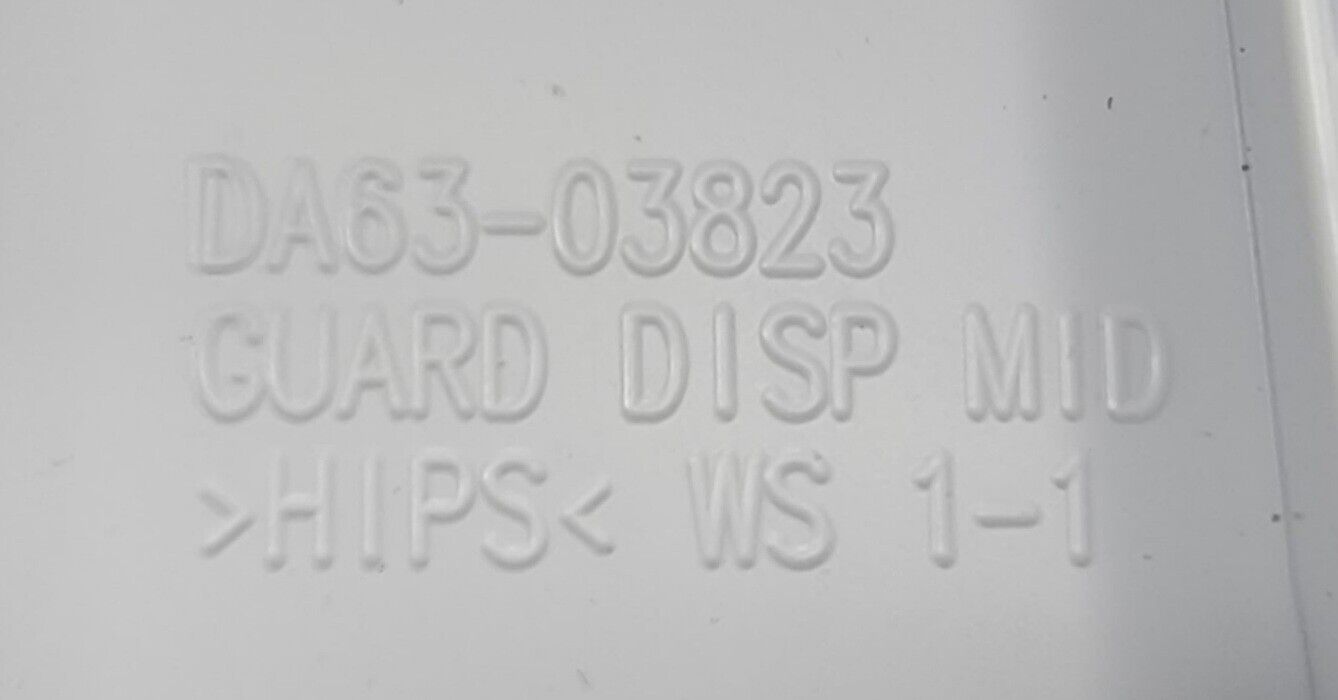 DA63-03823
GUARD DISP MID
>HIPS< WS 1-1